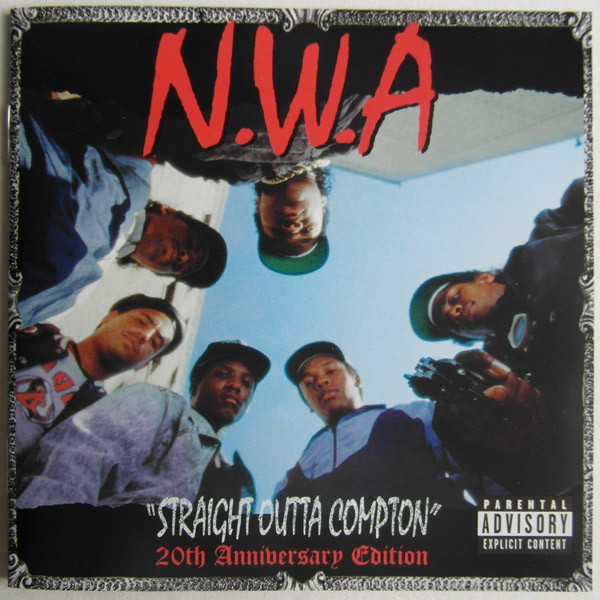 N.W.A
"STRAIGHT OUTTA COMPTON"
20th Anniversary Edition
PARENTAL
ADVISORY
EXPLICIT CONTENT